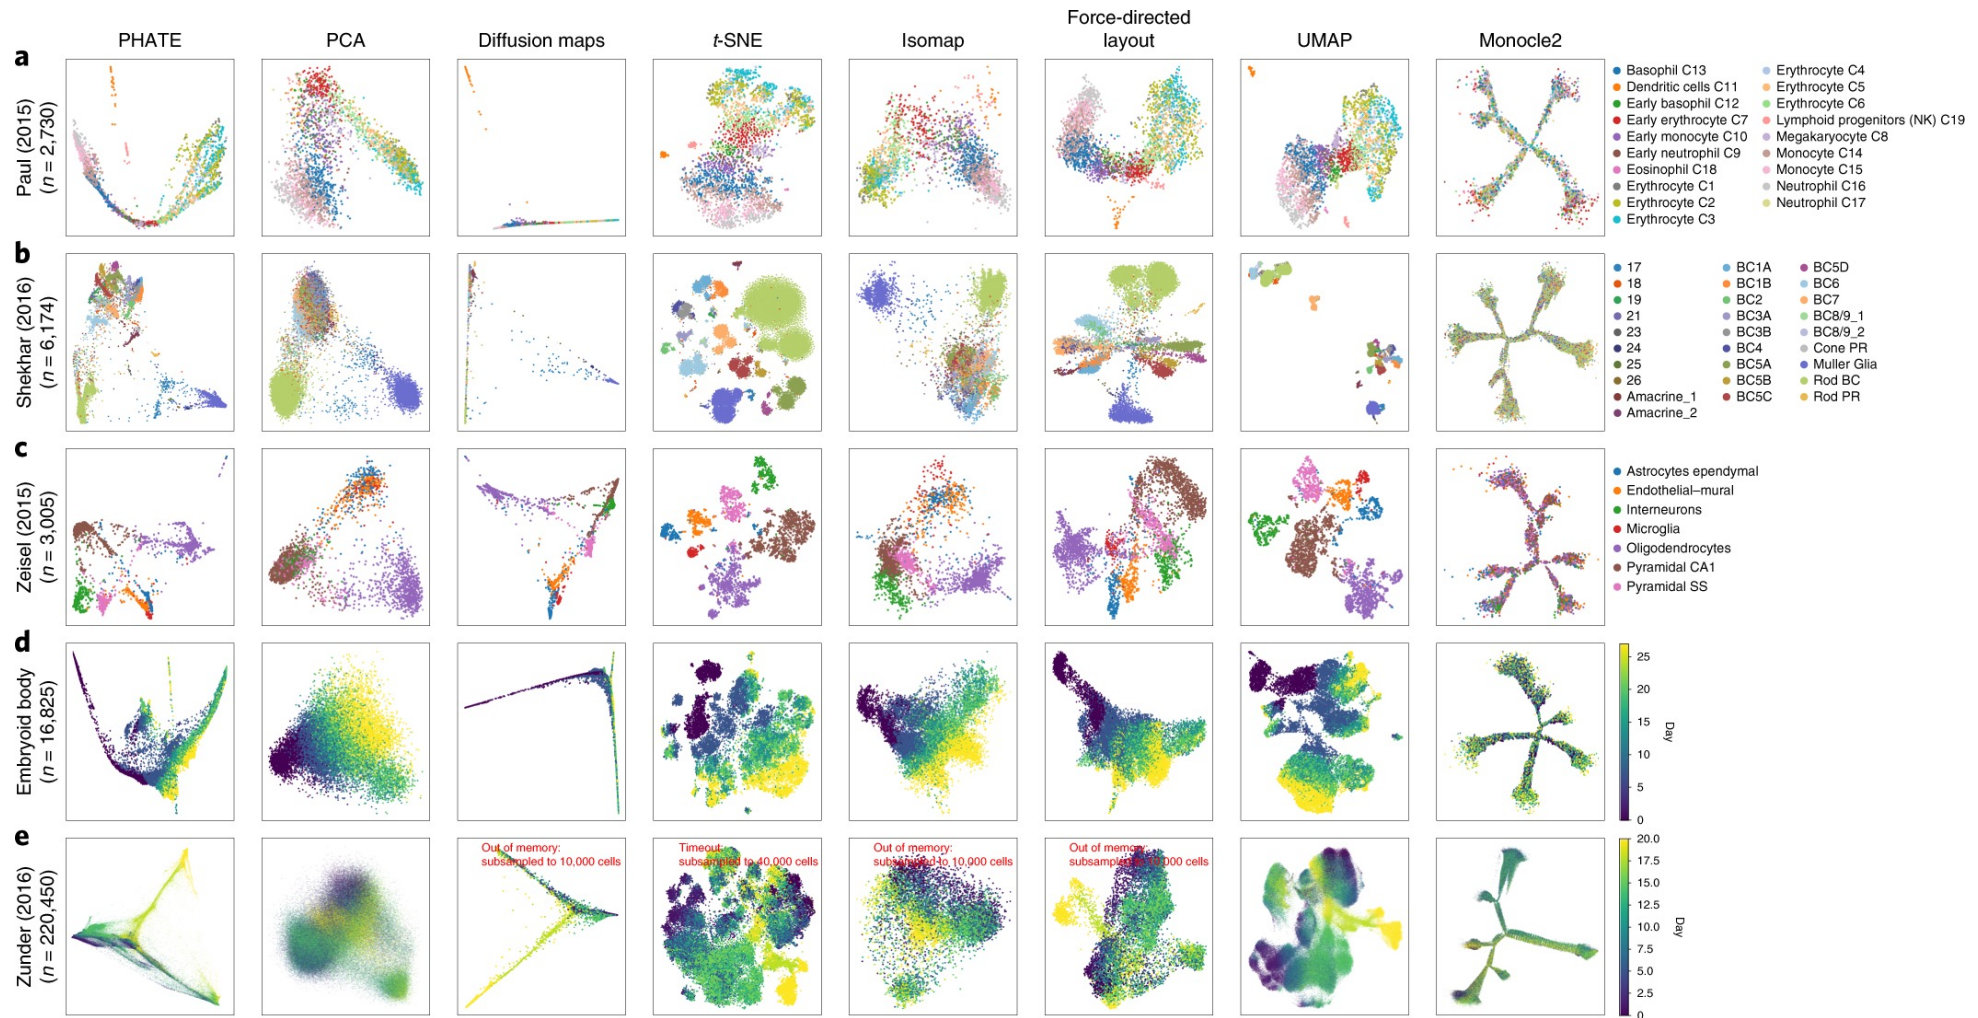 PHATE
PCA
Diffusion maps
t-SNE
Isomap
Force-directed
layout
UMAP
Monocle2
a
Paul (2015)
(n = 2,730)
Basophil C13
Dendritic cells C11
Early basophil C12
Early erythrocyte C7
Early monocyte C10
Early neutrophil C9
Eosinophil C18
Erythrocyte C1
Erythrocyte C2
Erythrocyte C3
Erythrocyte C4
Erythrocyte C5
Erythrocyte C6
Lymphoid progenitors (NK) C19
Megakaryocyte C8
Monocyte C14
Monocyte C15
Neutrophil C16
Neutrophil C17
b
Shekhar (2016)
(n = 6,174)
17
18
19
21
23
24
25
26
Amacrine_1
Amacrine_2
BC1A
BC1B
BC2
BC3A
BC3B
BC4
BC5A
BC5B
BC5C
BC5D
BC6
BC7
BC8/9_1
BC8/9_2
Cone PR
Muller Glia
Rod BC
Rod PR
c
Zeisel (2015)
(n = 3,005)
Astrocytes ependymal
Endothelial–mural
Interneurons
Microglia
Oligodendrocytes
Pyramidal CA1
Pyramidal SS
d
Embryoid body
(n = 16,825)
25
20
15
10
5
0
Day
e
Zunder (2016)
(n = 220,450)
Out of memory:
subsampled to 10,000 cells
Timeout:
subsampled to 40,000 cells
Out of memory:
subsampled to 10,000 cells
Out of memory:
subsampled to 10,000 cells
20.0
17.5
15.0
12.5
10.0
7.5
5.0
2.5
0
Day